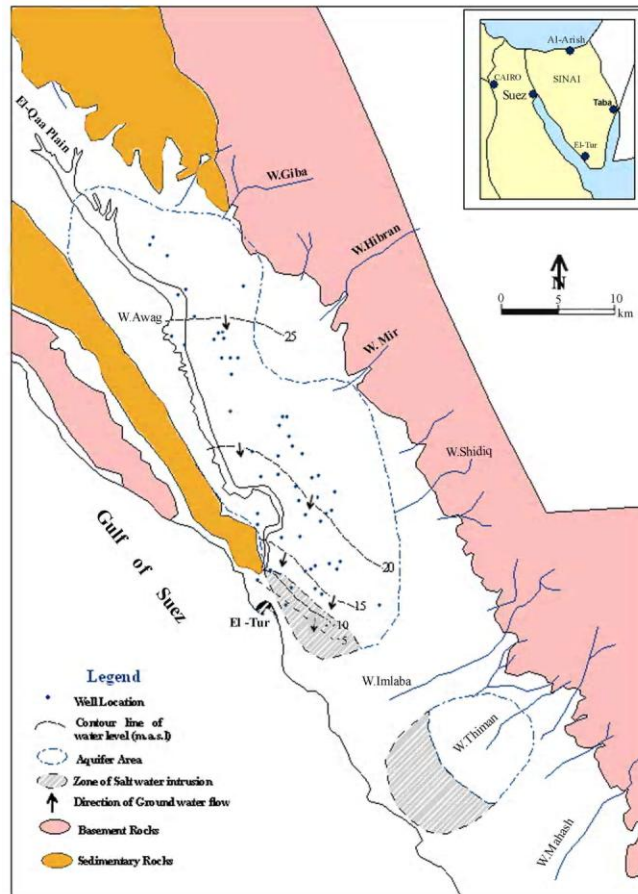 Al-Arish
CAIRO
SINAI
Suez
Taba
El-Tur
El-Qaa Plain
W.Giba
W.Hibran
N
0 5 10
km
W.Awag
25
W. Mir
W.Shidiq
Gulf of Suez
20
15
10
5
El -Tur
W.Imlaba
W.Thiman
W.Mahash
Legend
Well Location
Contour line of
water level (m.a.s.l)
Aquifer Area
Zone of Saltwater intrusion
Direction of Ground water flow
Basement Rocks
Sedimentary Rocks